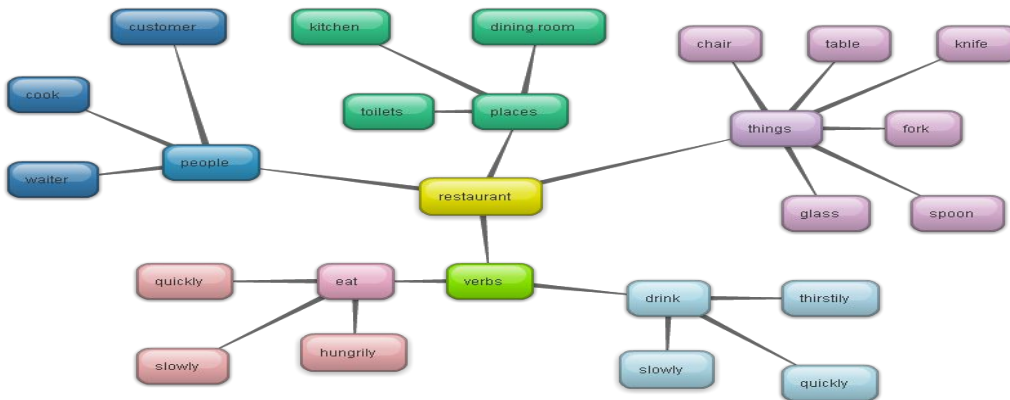 customer
kitchen
dining room
chair
table
knife
cook
toilets
places
things
fork
people
waiter
restaurant
glass
spoon
quickly
eat
verbs
drink
thirstily
hungrily
slowly
slowly
quickly